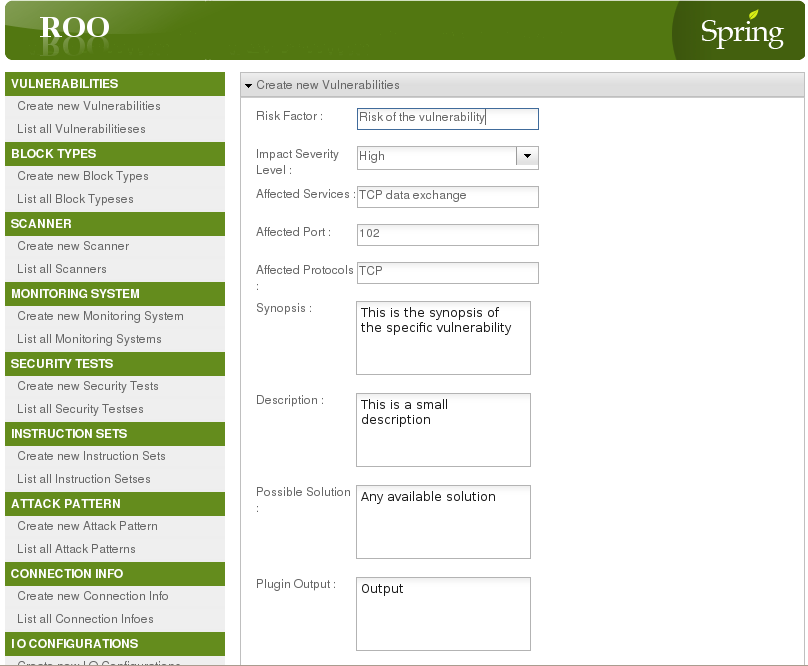 ROO
Spring
VULNERABILITIES
Create new Vulnerabilities
List all Vulnerabilitieses
BLOCK TYPES
Create new Block Types
List all Block Typeses
SCANNER
Create new Scanner
List all Scanners
MONITORING SYSTEM
Create new Monitoring System
List all Monitoring Systems
SECURITY TESTS
Create new Security Tests
List all Security Testses
INSTRUCTION SETS
Create new Instruction Sets
List all Instruction Setses
ATTACK PATTERN
Create new Attack Pattern
List all Attack Patterns
CONNECTION INFO
Create new Connection Info
List all Connection Infoes
I O CONFIGURATIONS
Create new I O Configurations
Create new Vulnerabilities
Risk Factor :
Risk of the vulnerability
Impact Severity
Level :
High
Affected Services :
TCP data exchange
Affected Port :
102
Affected Protocols
:
TCP
Synopsis :
This is the synopsis of
the specific vulnerability
Description :
This is a small
description
Possible Solution
:
Any available solution
Plugin Output :
Output